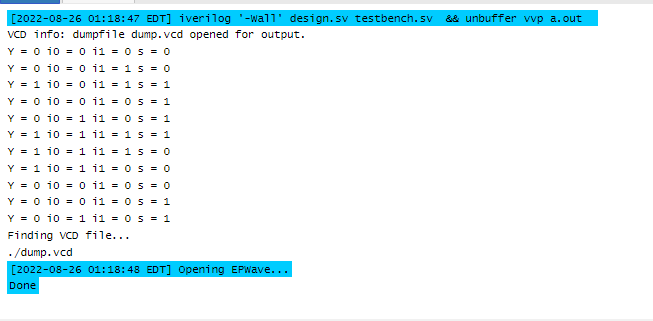 [2022-08-26 01:18:47 EDT] iverilog '-Wall' design.sv testbench.sv && unbuffer vvp a.out
VCD info: dumpfile dump.vcd opened for output.
Y = 0 i0 = 0 i1 = 0 s = 0
Y = 0 i0 = 0 i1 = 1 s = 0
Y = 1 i0 = 0 i1 = 1 s = 1
Y = 0 i0 = 0 i1 = 0 s = 1
Y = 0 i0 = 1 i1 = 0 s = 1
Y = 1 i0 = 1 i1 = 1 s = 1
Y = 1 i0 = 1 i1 = 1 s = 0
Y = 1 i0 = 1 i1 = 0 s = 0
Y = 0 i0 = 0 i1 = 0 s = 0
Y = 0 i0 = 0 i1 = 0 s = 1
Y = 0 i0 = 1 i1 = 0 s = 1
Finding VCD file...
./dump.vcd
[2022-08-26 01:18:48 EDT] Opening EPWave...
Done